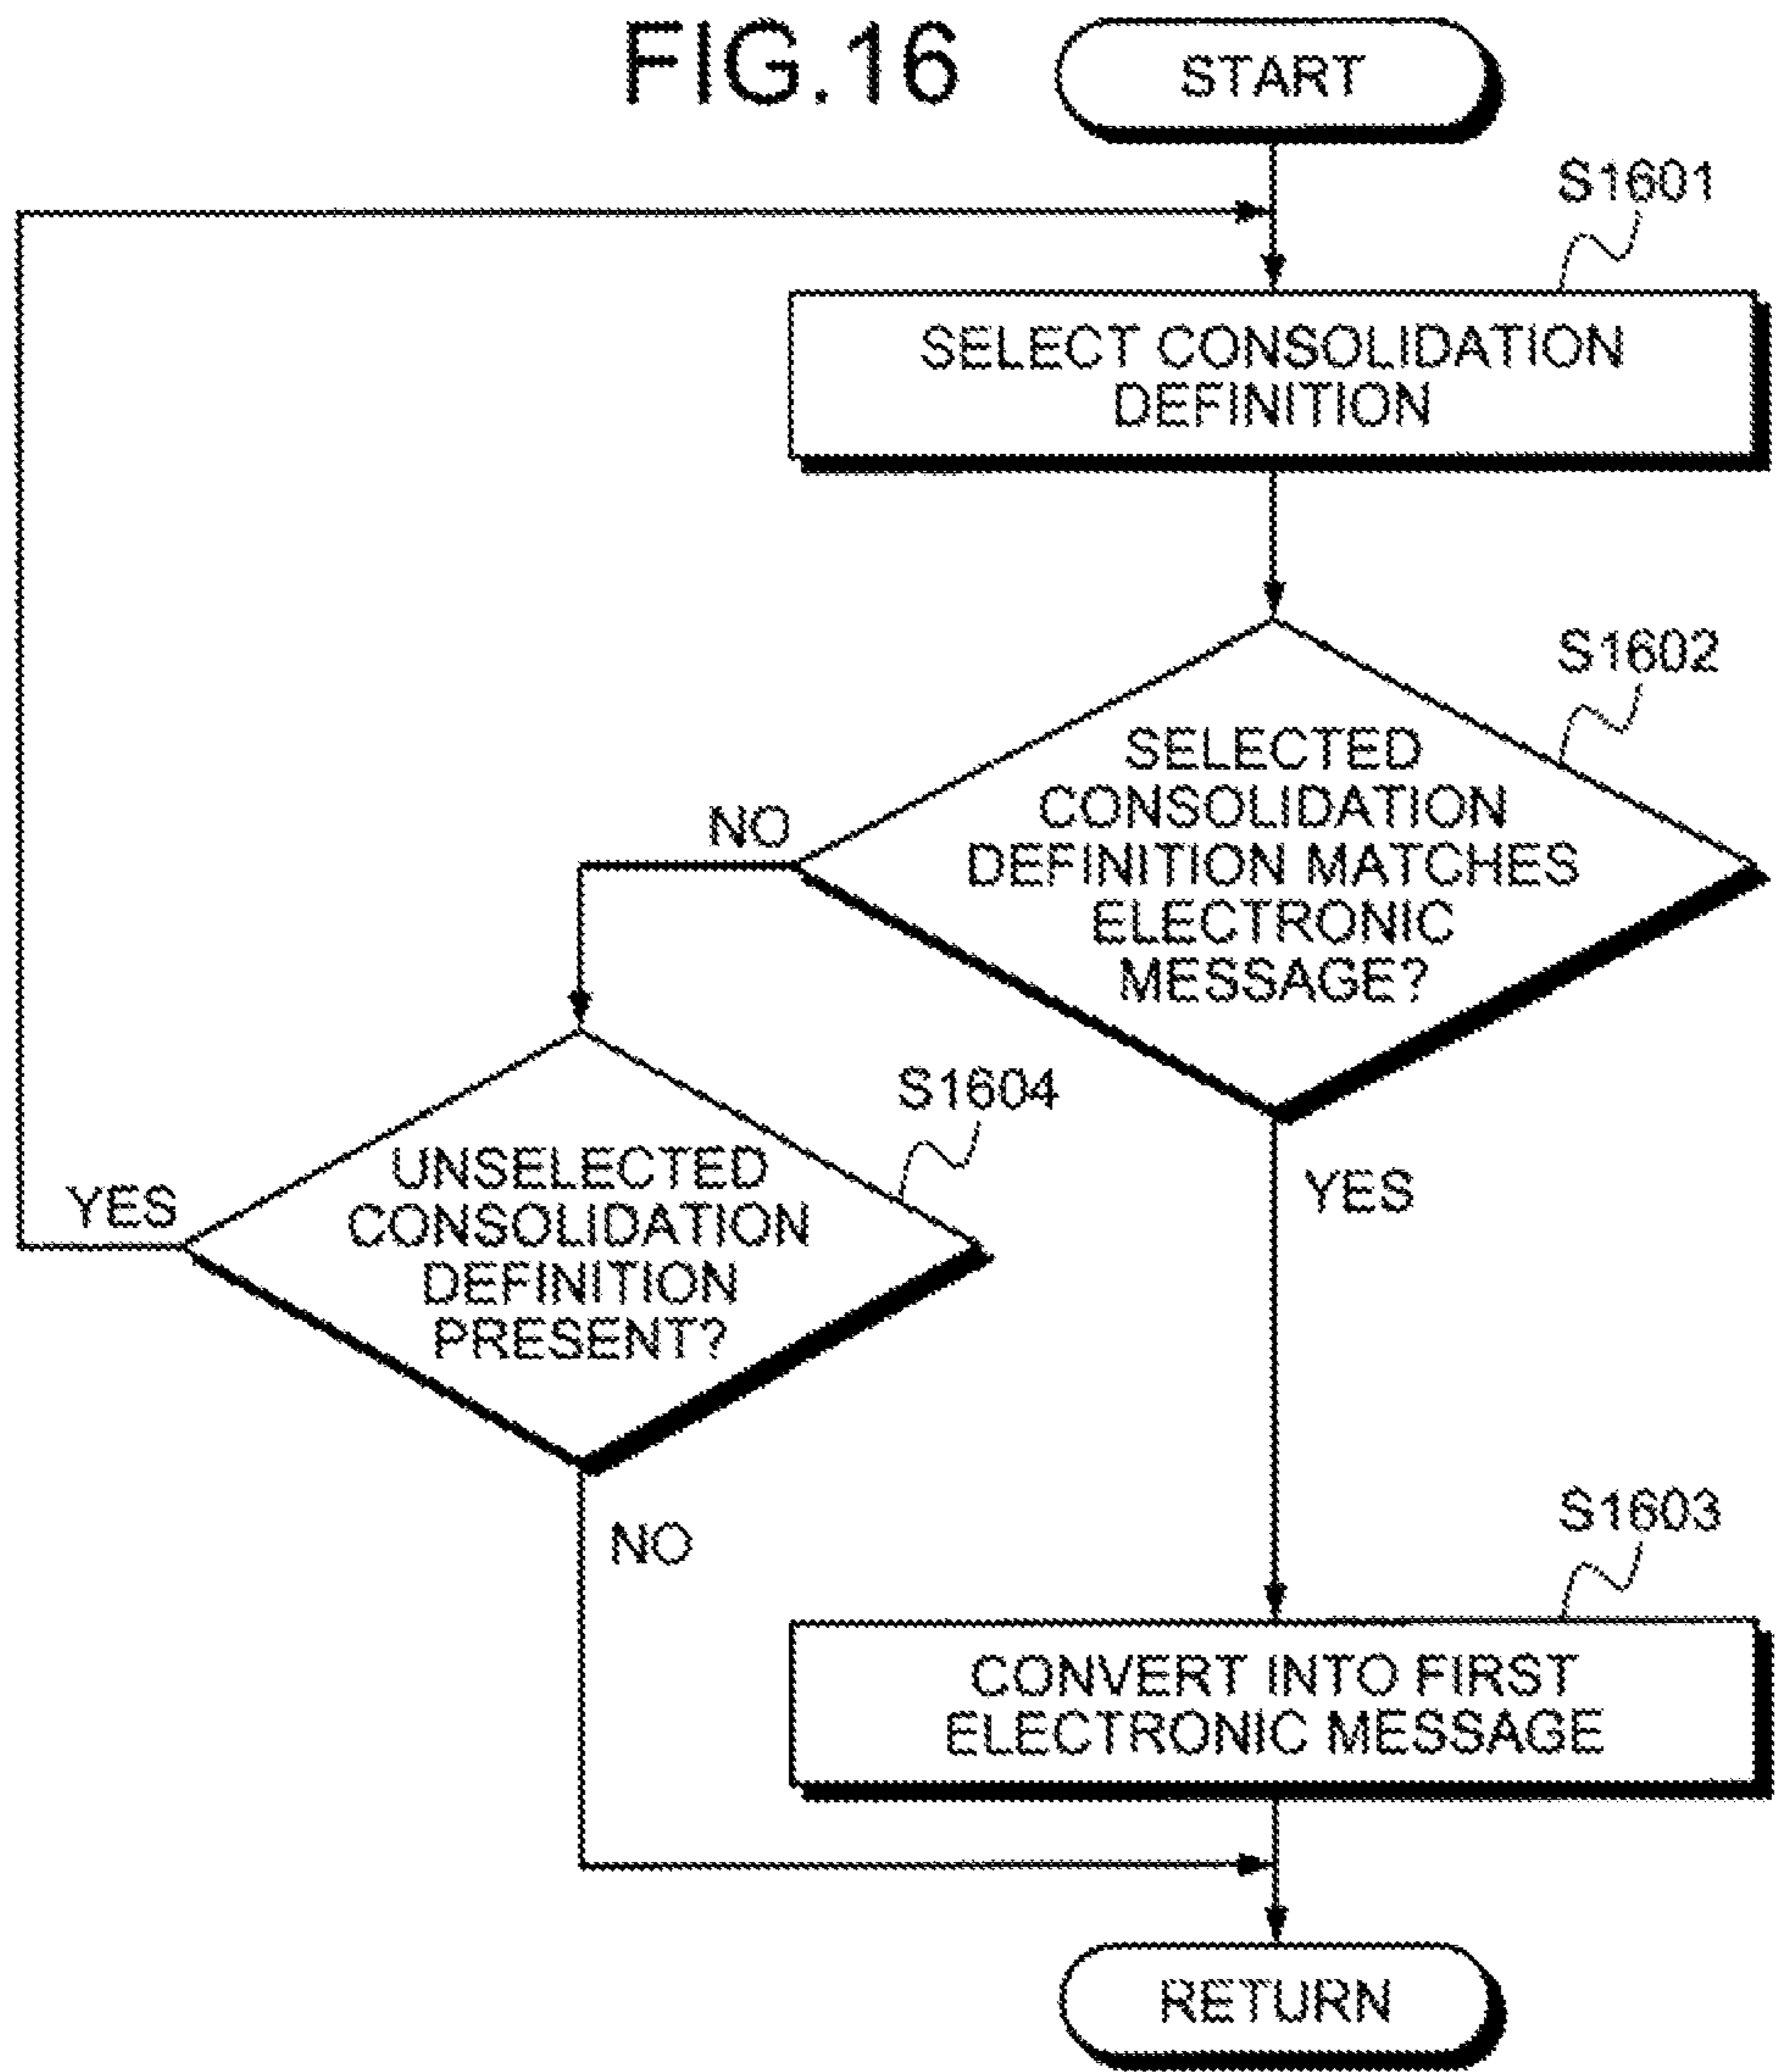 FIG.16
START
S1601
SELECT CONSOLIDATION
DEFINITION
S1602
SELECTED
CONSOLIDATION
DEFINITION MATCHES
ELECTRONIC
MESSAGE?
NO
YES
S1604
UNSELECTED
CONSOLIDATION
DEFINITION
PRESENT?
YES
NO
S1603
CONVERT INTO FIRST
ELECTRONIC MESSAGE
RETURN